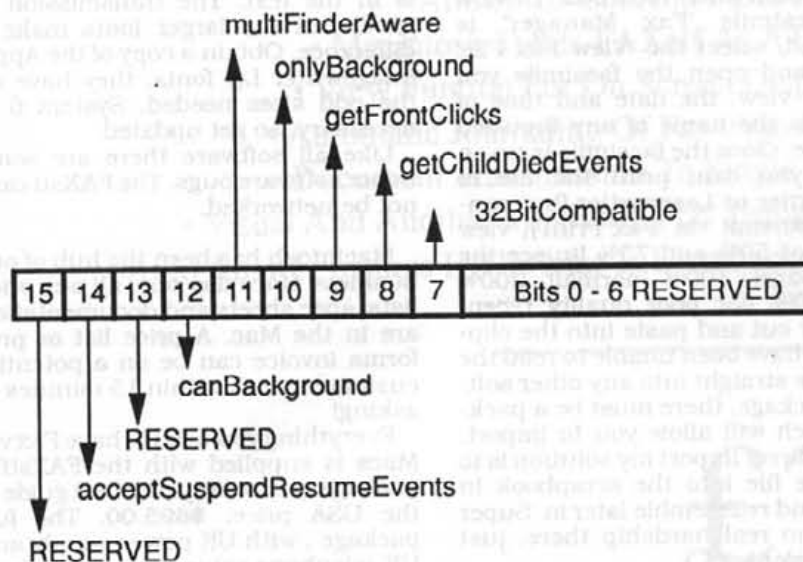 multiFinderAware
onlyBackground
getFrontClicks
getChildDiedEvents
32BitCompatible
15 14 13 12 11 10 9 8 7 Bits 0 - 6 RESERVED
canBackground
RESERVED
acceptSuspendResumeEvents
RESERVED